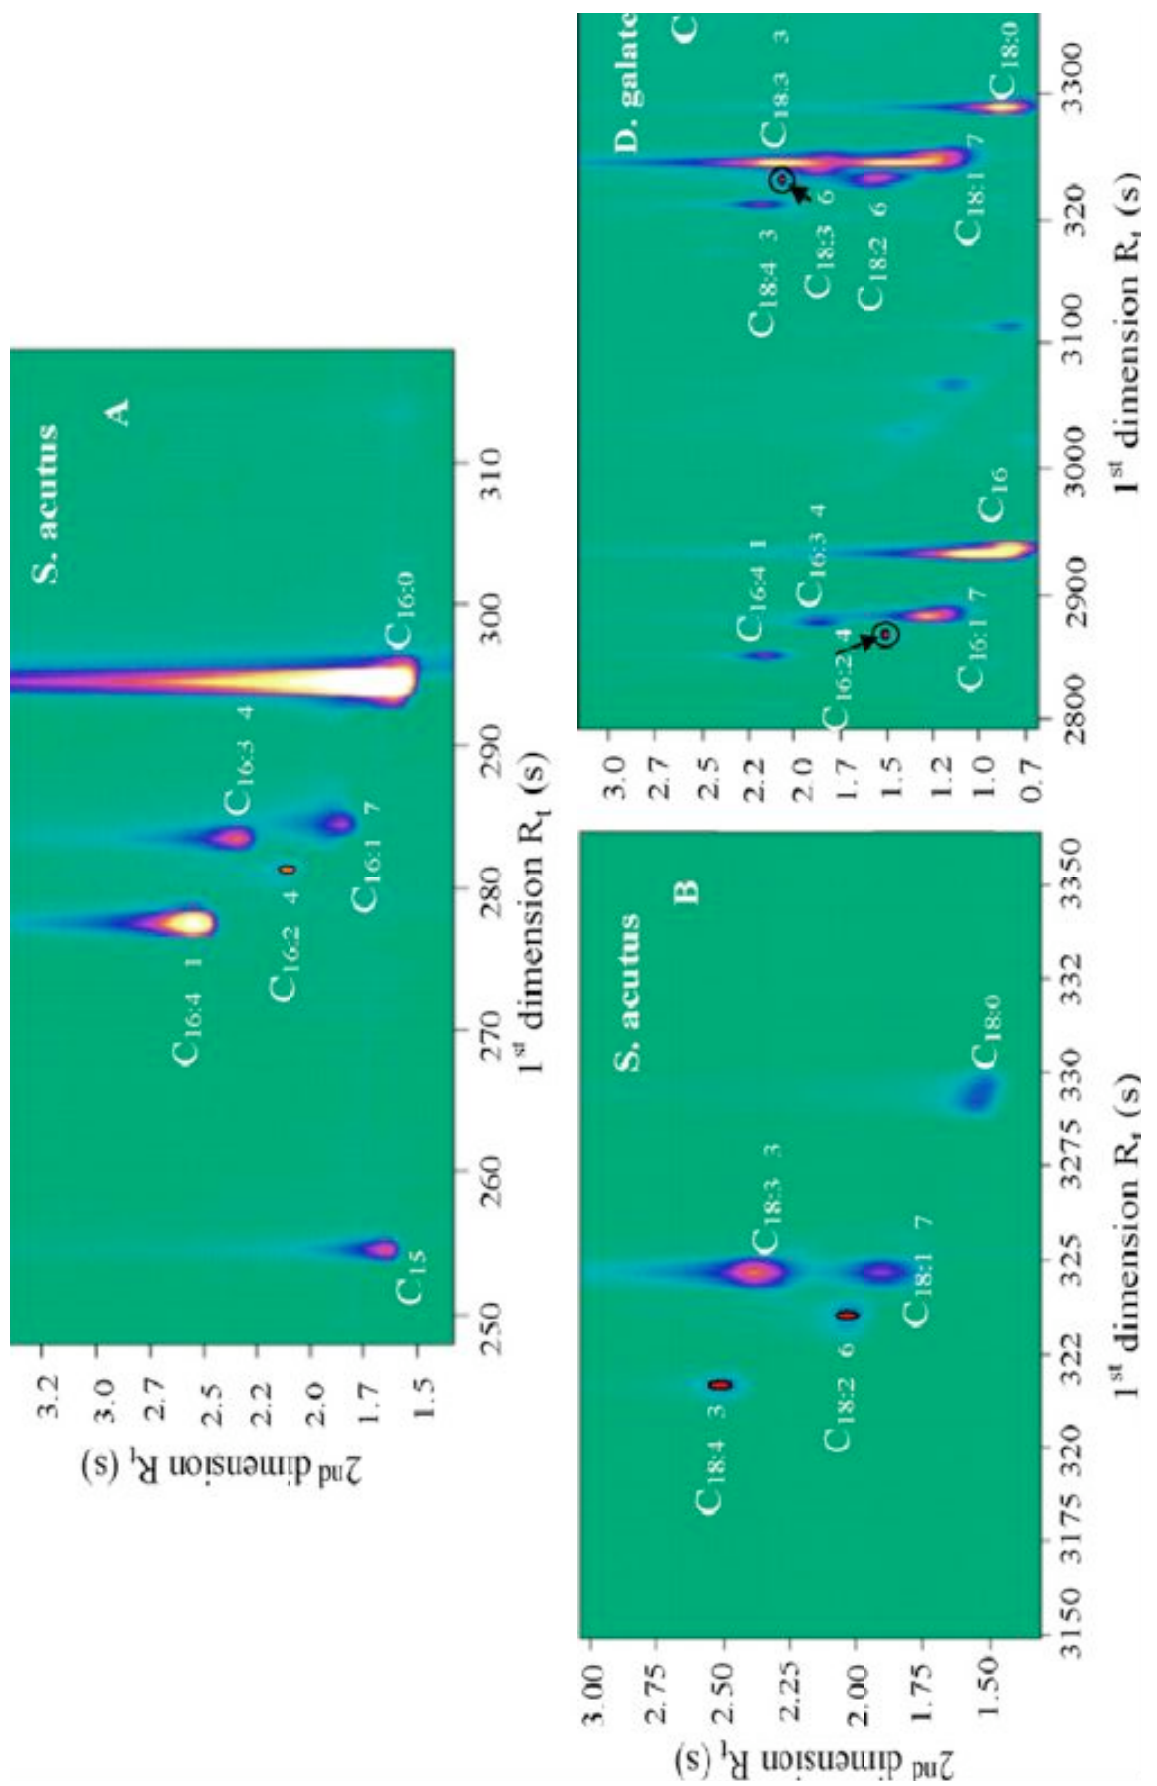 S. acutus
A
C16:0
C16:3 4
C16:1 7
C16:2 4
C16:4 1
C15
3.2
3.0
2.7
2.5
2.0
1.7
1.5
250
260
270
280
290
300
310
2nd dimension Rt (s)
1st dimension Rt (s)
S. acutus
B
C18:0
C18:3 3
C18:1 7
C18:2 6
C18:4 3
3.00
2.75
2.50
2.25
2.00
1.75
1.50
3150
3175
320
322
325
3275
330
332
3350
2nd dimension Rt (s)
1st dimension Rt (s)
D. galate
C
C18:3 3
C18:0
C18:4 3
C18:3 6
C18:2 6
C18:1 7
C16:4 1
C16:3 4
C16
C16:2 4
C16:1 7
3.0
2.7
2.5
2.2
2.0
1.7
1.5
1.2
1.0
0.7
2800
2900
3000
3100
320
3300
1st dimension Rt (s)